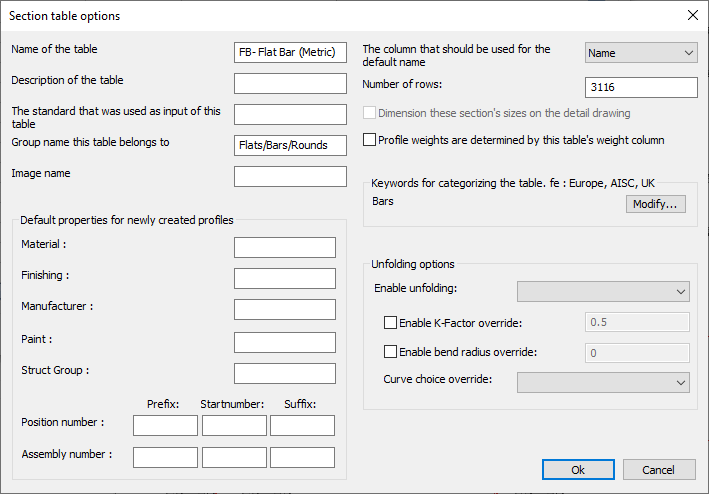 Section table options
Name of the table
FB- Flat Bar (Metric)
Description of the table
The standard that was used as input of this
table
Group name this table belongs to
Flats/Bars/Rounds
Image name
The column that should be used for the
default name
Name
Number of rows:
3116
Dimension these section's sizes on the detail drawing
Profile weights are determined by this table's weight column
Keywords for categorizing the table. fe : Europe, AISC, UK
Bars
Modify...
Default properties for newly created profiles
Material :
Finishing :
Manufacturer :
Paint :
Struct Group :
Prefix: Startnumber: Suffix:
Position number :
Assembly number :
Unfolding options
Enable unfolding:
Enable K-Factor override:
0.5
Enable bend radius override:
0
Curve choice override:
Ok
Cancel